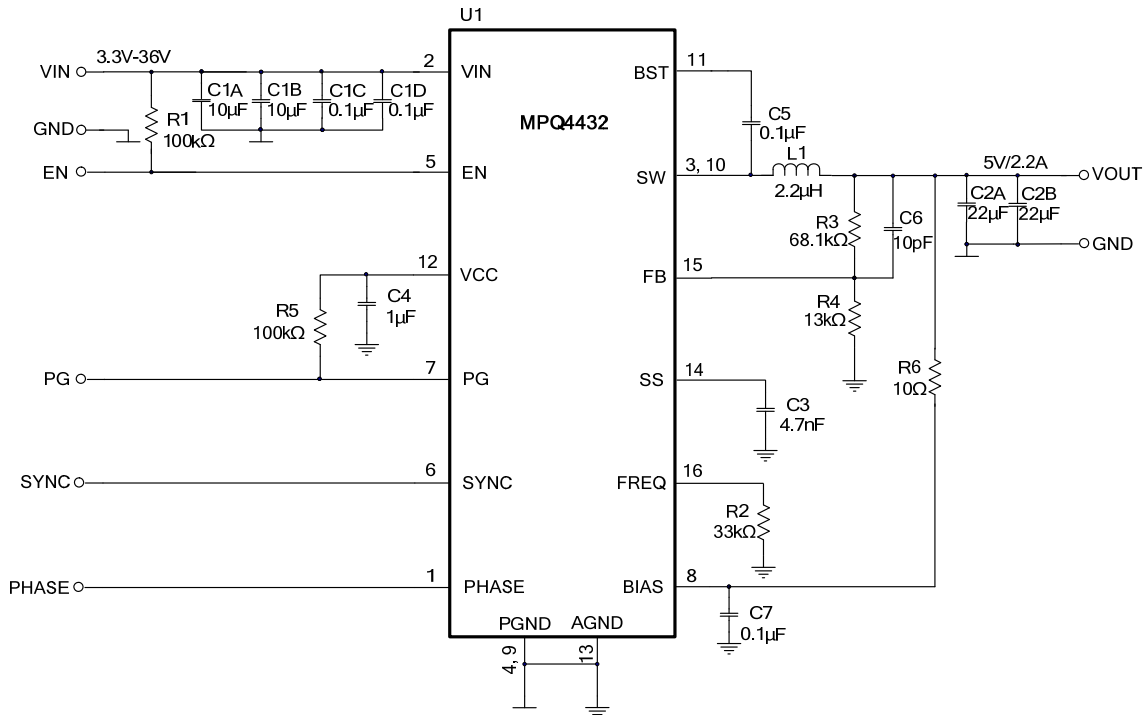 U1
MPQ4432
VIN
3.3V-36V
2
VIN
C1A
10µF
C1B
10µF
C1C
0.1µF
C1D
0.1µF
GND
R1
100kΩ
EN
5
EN
12
VCC
C4
1µF
R5
100kΩ
PG
7
PG
SYNC
6
SYNC
PHASE
1
PHASE
PGND
4, 9
AGND
13
BST
11
C5
0.1µF
SW
3, 10
L1
2.2µH
5V/2.2A
VOUT
R3
68.1kΩ
C6
10pF
C2A
22µF
C2B
22µF
GND
FB
15
R4
13kΩ
SS
14
C3
4.7nF
R6
10Ω
FREQ
16
R2
33kΩ
BIAS
8
C7
0.1µF